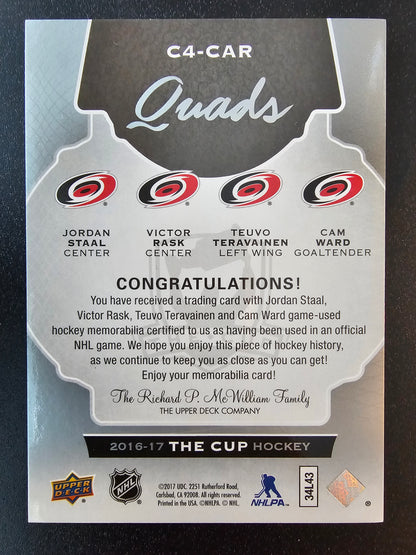 C4-CAR
Quads
JORDAN STAAL CENTER
VICTOR RASK CENTER
TEUVO TERAVAINEN LEFT WING
CAM WARD GOALTENDER
CONGRATULATIONS!
You have received a trading card with Jordan Staal,
Victor Rask, Teuvo Teravainen and Cam Ward game-used
hockey memorabilia certified to us as having been used in an official
NHL game. We hope you enjoy this piece of hockey history,
as we continue to keep you as close as you can get!
Enjoy your memorabilia card!
The Richard P. McWilliam Family
THE UPPER DECK COMPANY
2016-17 THE CUP HOCKEY
UPPER DECK
NHL
©2017 UDC. 2251 Rutherford Road,
Carlsbad, CA 92008. All rights reserved.
Printed in the USA. ©NHLPA. © NHL.
NHLPA
34L43
®